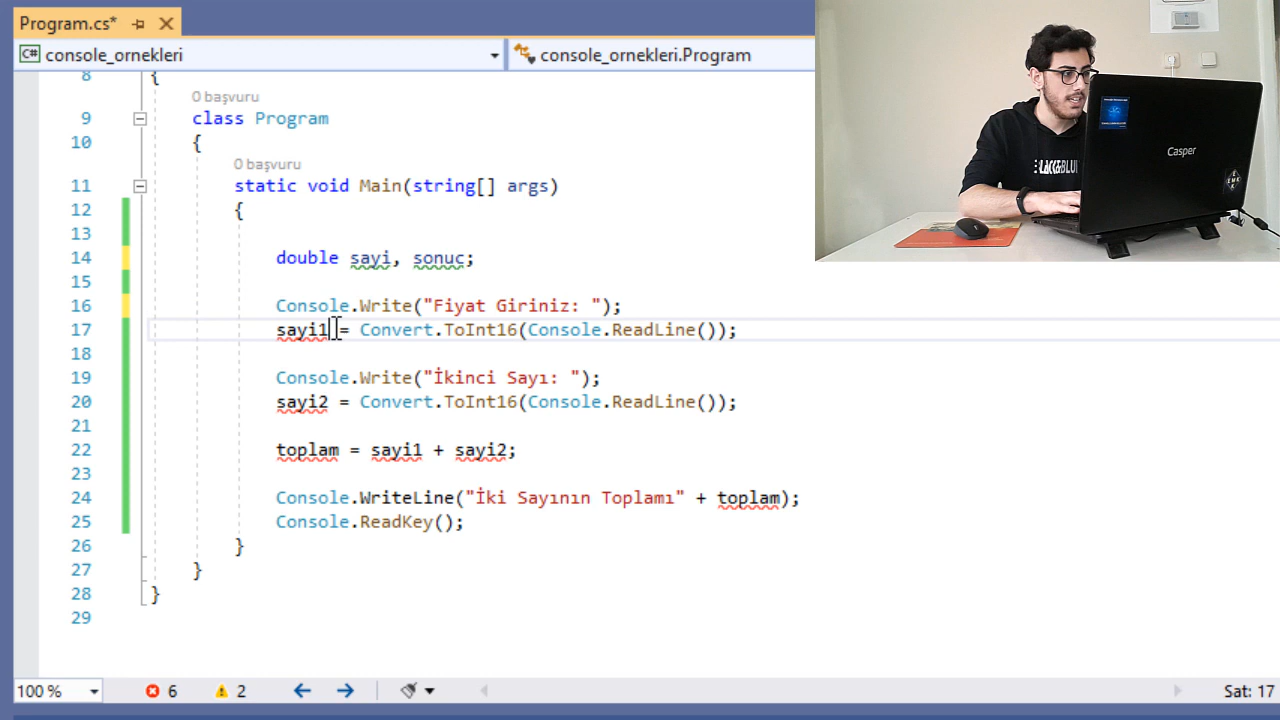 Program.cs*
console_ornekleri
console_ornekleri.Program
8 {
0 başvuru
9 class Program
10 {
0 başvuru
11 static void Main(string[] args)
12 {
13
14 double sayi, sonuc;
15
16 Console.Write("Fiyat Giriniz: ");
17 sayi1 = Convert.ToInt16(Console.ReadLine());
18
19 Console.Write("İkinci Sayı: ");
20 sayi2 = Convert.ToInt16(Console.ReadLine());
21
22 toplam = sayi1 + sayi2;
23
24 Console.WriteLine("İki Sayının Toplamı" + toplam);
25 Console.ReadKey();
26 }
27 }
28 }
29
100 % 6 2 Sat: 17
Casper